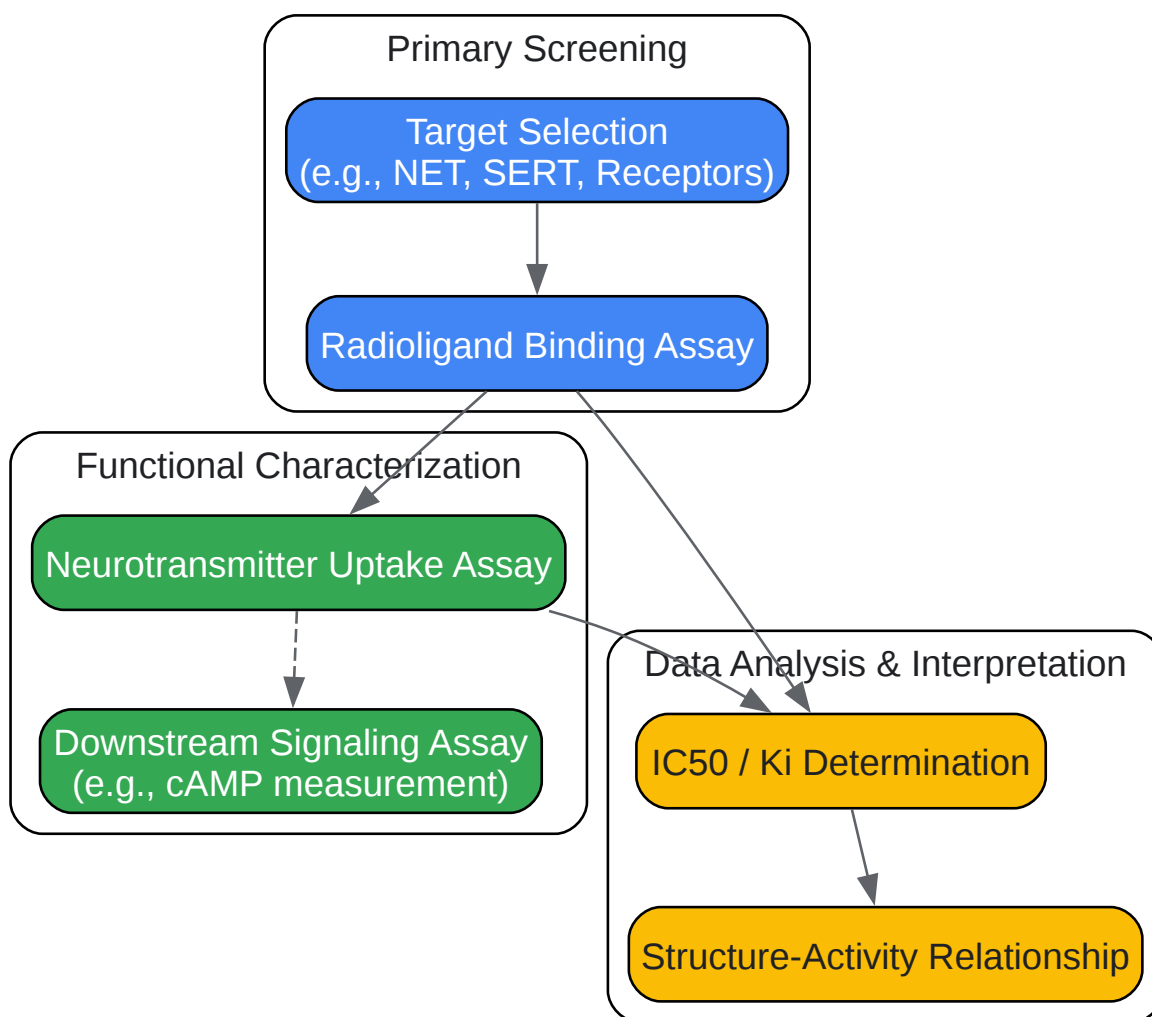 Primary Screening
Target Selection
(e.g., NET, SERT, Receptors)
Radioligand Binding Assay
Functional Characterization
Neurotransmitter Uptake Assay
Downstream Signaling Assay
(e.g., cAMP measurement)
Data Analysis & Interpretation
IC50 / Ki Determination
Structure-Activity Relationship